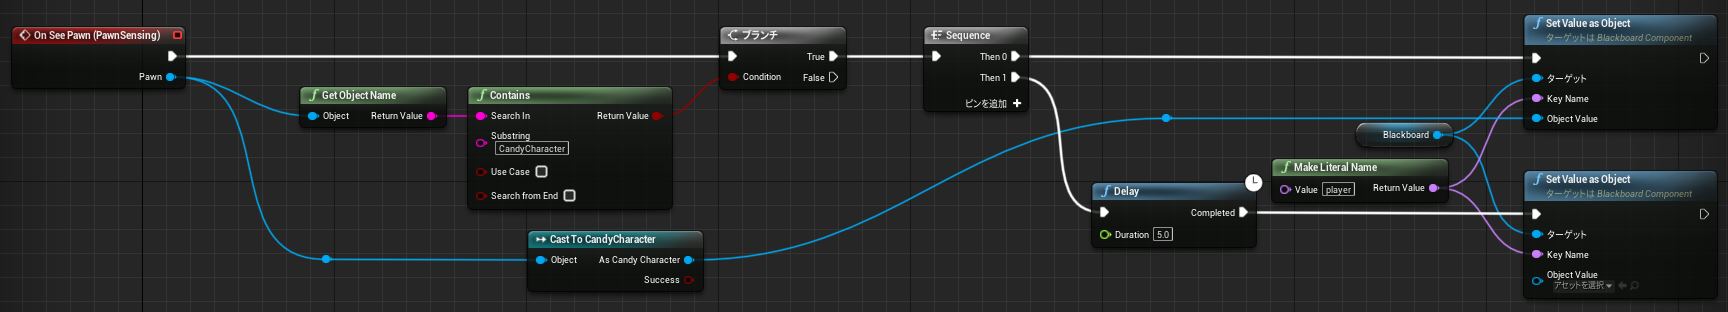 On See Pawn (PawnSensing)
Pawn
Get Object Name
Object
Return Value
Contains
Search In
Return Value
Substring
CandyCharacter
Use Case
Search from End
Cast To CandyCharacter
Object
As Candy Character
Success
ブランチ
True
Condition
False
Sequence
Then 0
Then 1
ピンを追加
Delay
Completed
Duration
5.0
Blackboard
Make Literal Name
Value
player
Return Value
Set Value as Object
ターゲットは Blackboard Component
ターゲット
Key Name
Object Value
Set Value as Object
ターゲットは Blackboard Component
ターゲット
Key Name
Object Value
アセットを選択